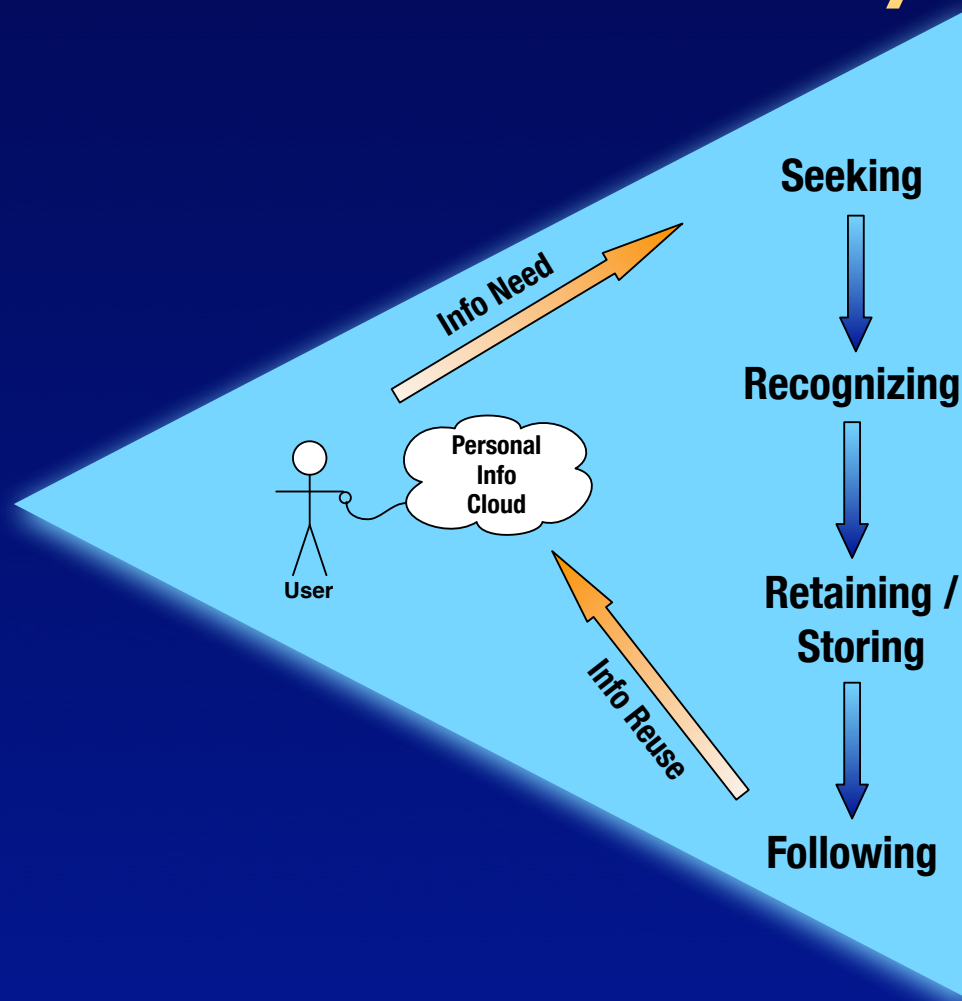 Seeking
Info Need
Recognizing
Personal
Info
Cloud
User
Retaining /
Storing
Info Reuse
Following